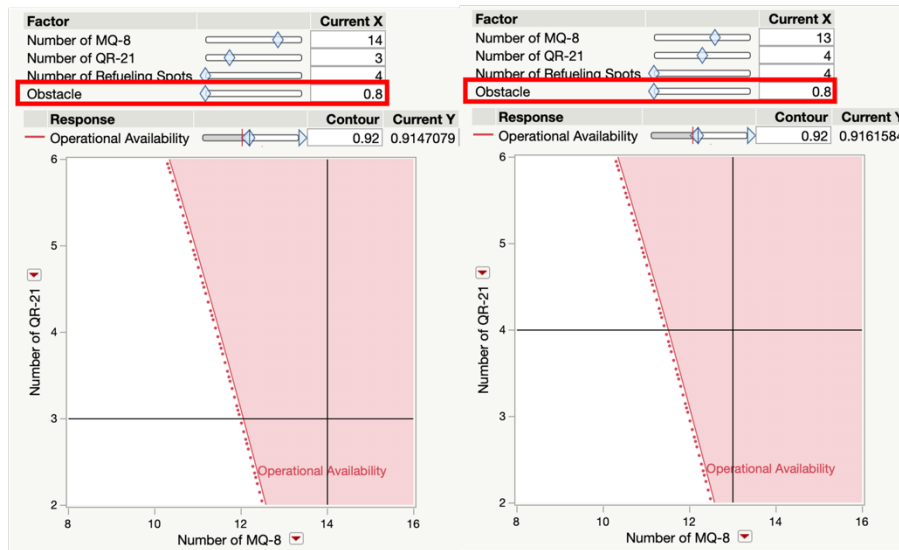 Factor Current X
Number of MQ-8 14
Number of QR-21 3
Number of Refueling Spots 4
Obstacle 0.8
Response Contour Current Y
Operational Availability 0.92 0.9147079
6
5
4
3
2
Number of QR-21
Operational Availability
8 10 12 14 16
Number of MQ-8
Factor Current X
Number of MQ-8 13
Number of QR-21 4
Number of Refueling Spots 4
Obstacle 0.8
Response Contour Current Y
Operational Availability 0.92 0.9161584
6
5
4
3
2
Number of QR-21
Operational Availability
8 10 12 14 16
Number of MQ-8